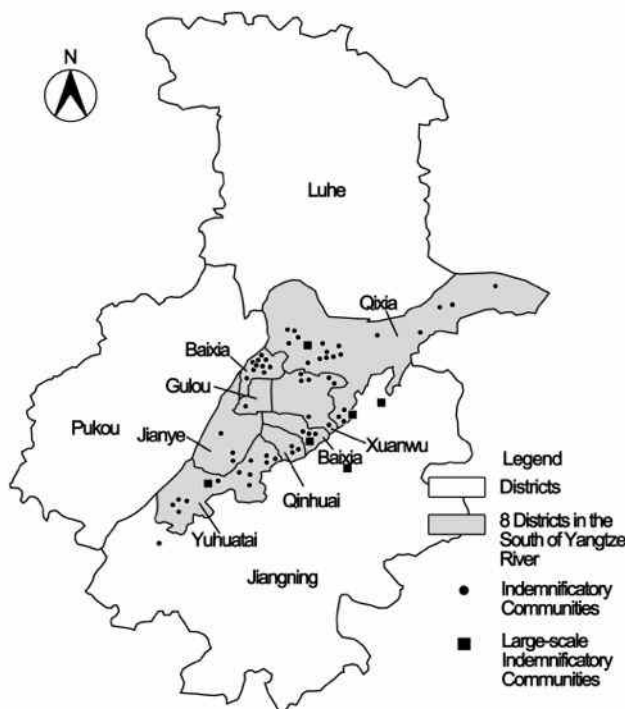 N
Luhe
Qixia
Baixia
Gulou
Pukou
Jianye
Xuanwu
Baixia
Qinhuai
Yuhuatai
Jiangning
Legend
Districts
8 Districts in the
South of Yangtze
River
Indemnificatory
Communities
Large-scale
Indemnificatory
Communities